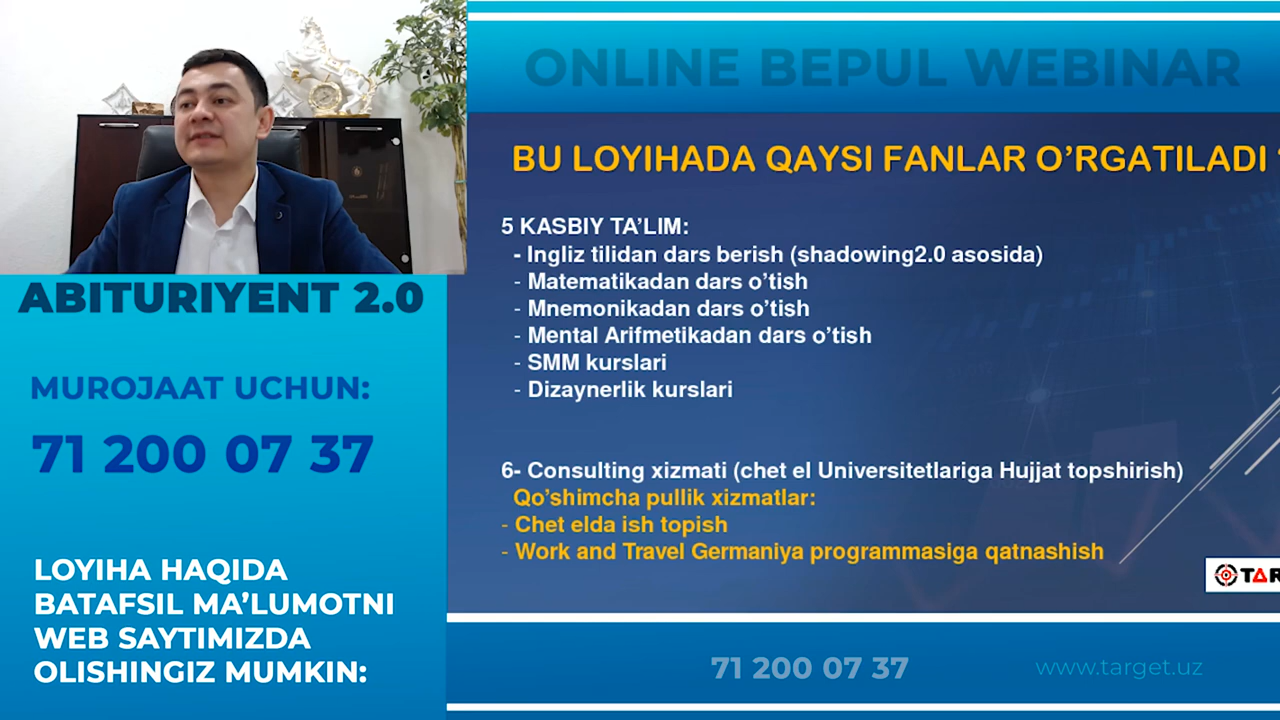 ONLINE BEPUL WEBINAR
BU LOYIHADA QAYSI FANLAR O’RGATILADI
5 KASBIY TA’LIM:
- Ingliz tilidan dars berish (shadowing2.0 asosida)
- Matematikadan dars o’tish
- Mnemonikadan dars o’tish
- Mental Arifmetikadan dars o’tish
- SMM kurslari
- Dizaynerlik kurslari
6- Consulting xizmati (chet el Universitetlariga Hujjat topshirish)
Qo’shimcha pullik xizmatlar:
- Chet elda ish topish
- Work and Travel Germaniya programmasiga qatnashish
ABITURIYENT 2.0
MUROJAAT UCHUN:
71 200 07 37
LOYIHA HAQIDA
BATAFSIL MA’LUMOTNI
WEB SAYTIMIZDA
OLISHINGIZ MUMKIN:
71 200 07 37
www.target.uz